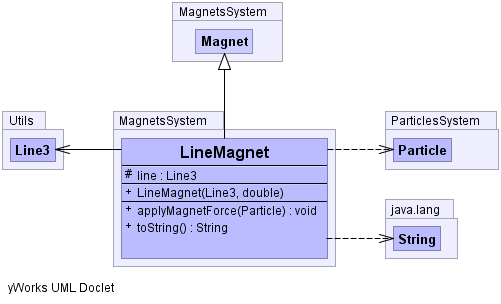 MagnetsSystem
Magnet
Utils
Line3
MagnetsSystem
LineMagnet
# line : Line3
+ LineMagnet(Line3, double)
+ applyMagnetForce(Particle) : void
+ toString() : String
ParticlesSystem
Particle
java.lang
String
yWorks UML Doclet